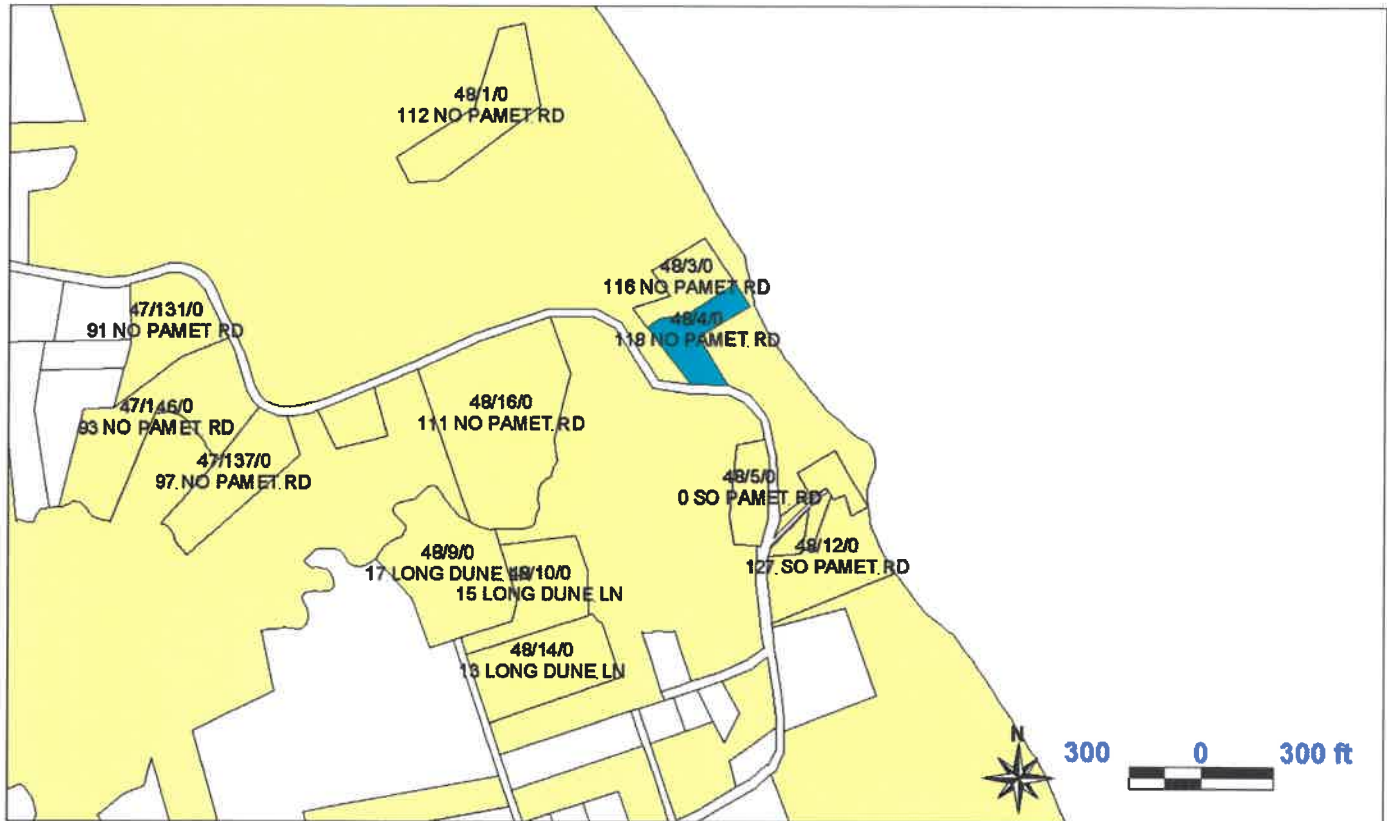 48/1/0
112 NO PAMET RD
48/3/0
116 NO PAMET RD
48/4/0
118 NO PAMET RD
47/131/0
91 NO PAMET RD
47/146/0
93 NO PAMET RD
48/16/0
111 NO PAMET RD
47/137/0
97 NO PAMET RD
48/5/0
0 SO PAMET RD
48/12/0
127 SO PAMET RD
48/9/0
17 LONG DUNE
48/10/0
15 LONG DUNE LN
48/14/0
13 LONG DUNE LN
N
300 0 300 ft